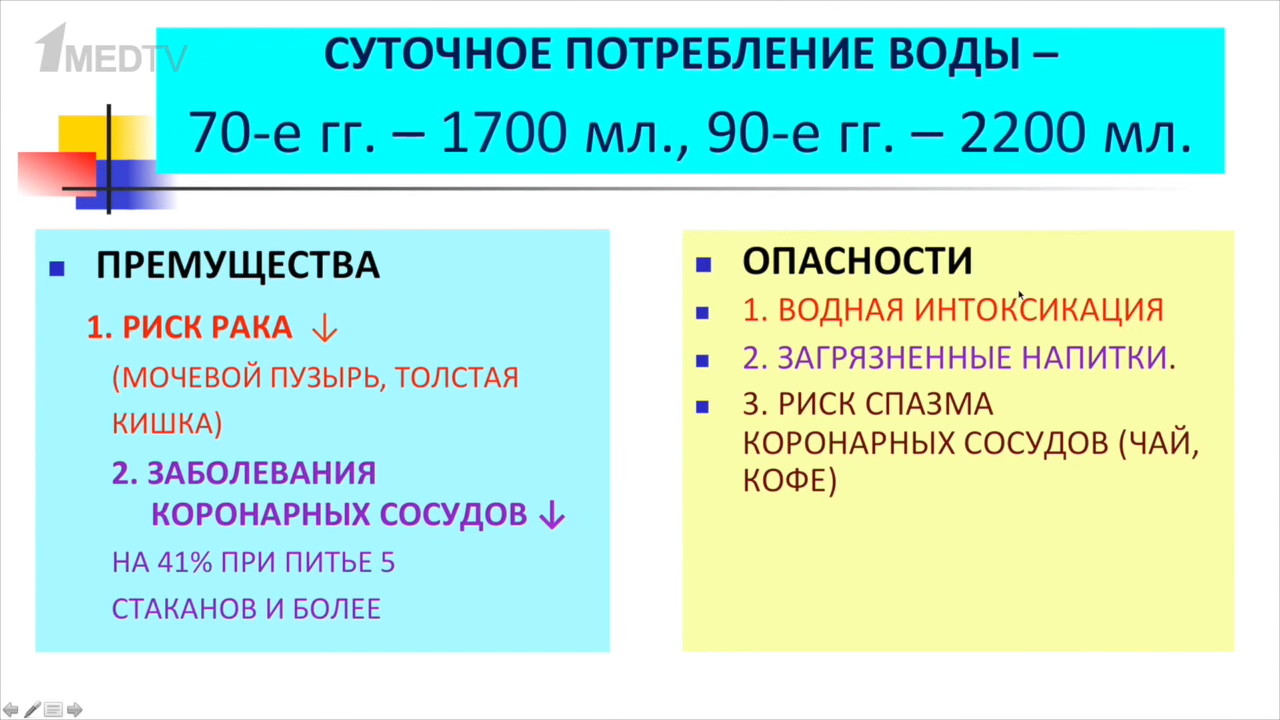 1MEDTV
СУТОЧНОЕ ПОТРЕБЛЕНИЕ ВОДЫ –
70-е гг. – 1700 мл., 90-е гг. – 2200 мл.
ПРЕМУЩЕСТВА
1. РИСК РАКА ↓
(МОЧЕВОЙ ПУЗЫРЬ, ТОЛСТАЯ
КИШКА)
2. ЗАБОЛЕВАНИЯ
КОРОНАРНЫХ СОСУДОВ ↓
НА 41% ПРИ ПИТЬЕ 5
СТАКАНОВ И БОЛЕЕ
ОПАСНОСТИ
1. ВОДНАЯ ИНТОКСИКАЦИЯ
2. ЗАГРЯЗНЕННЫЕ НАПИТКИ.
3. РИСК СПАЗМА
КОРОНАРНЫХ СОСУДОВ (ЧАЙ,
КОФЕ)